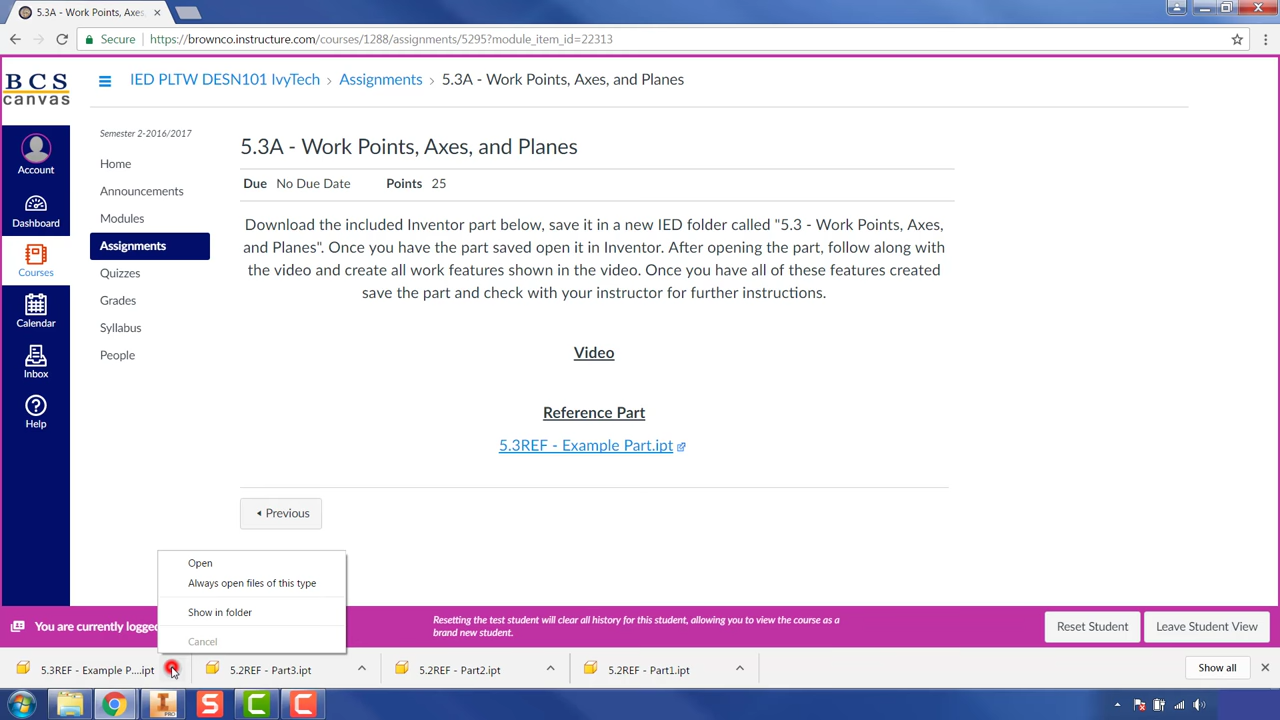 5.3A - Work Points, Axes,
Secure
https://brownco.instructure.com/courses/1288/assignments/5295?module_item_id=22313
BCS
canvas
IED PLTW DESN101 IvyTech > Assignments > 5.3A - Work Points, Axes, and Planes
Account
Dashboard
Courses
Calendar
Inbox
Help
Semester 2-2016/2017
Home
Announcements
Modules
Assignments
Quizzes
Grades
Syllabus
People
5.3A - Work Points, Axes, and Planes
Due No Due Date Points 25
Download the included Inventor part below, save it in a new IED folder called "5.3 - Work Points, Axes,
and Planes". Once you have the part saved open it in Inventor. After opening the part, follow along with
the video and create all work features shown in the video. Once you have all of these features created
save the part and check with your instructor for further instructions.
Video
Reference Part
5.3REF - Example Part.ipt
Previous
Open
Always open files of this type
Show in folder
Cancel
You are currently logged
Resetting the test student will clear all history for this student, allowing you to view the course as a
brand new student.
Reset Student
Leave Student View
5.3REF - Example P....ipt
5.2REF - Part3.ipt
5.2REF - Part2.ipt
5.2REF - Part1.ipt
Show all
I
PRO
S
C
C